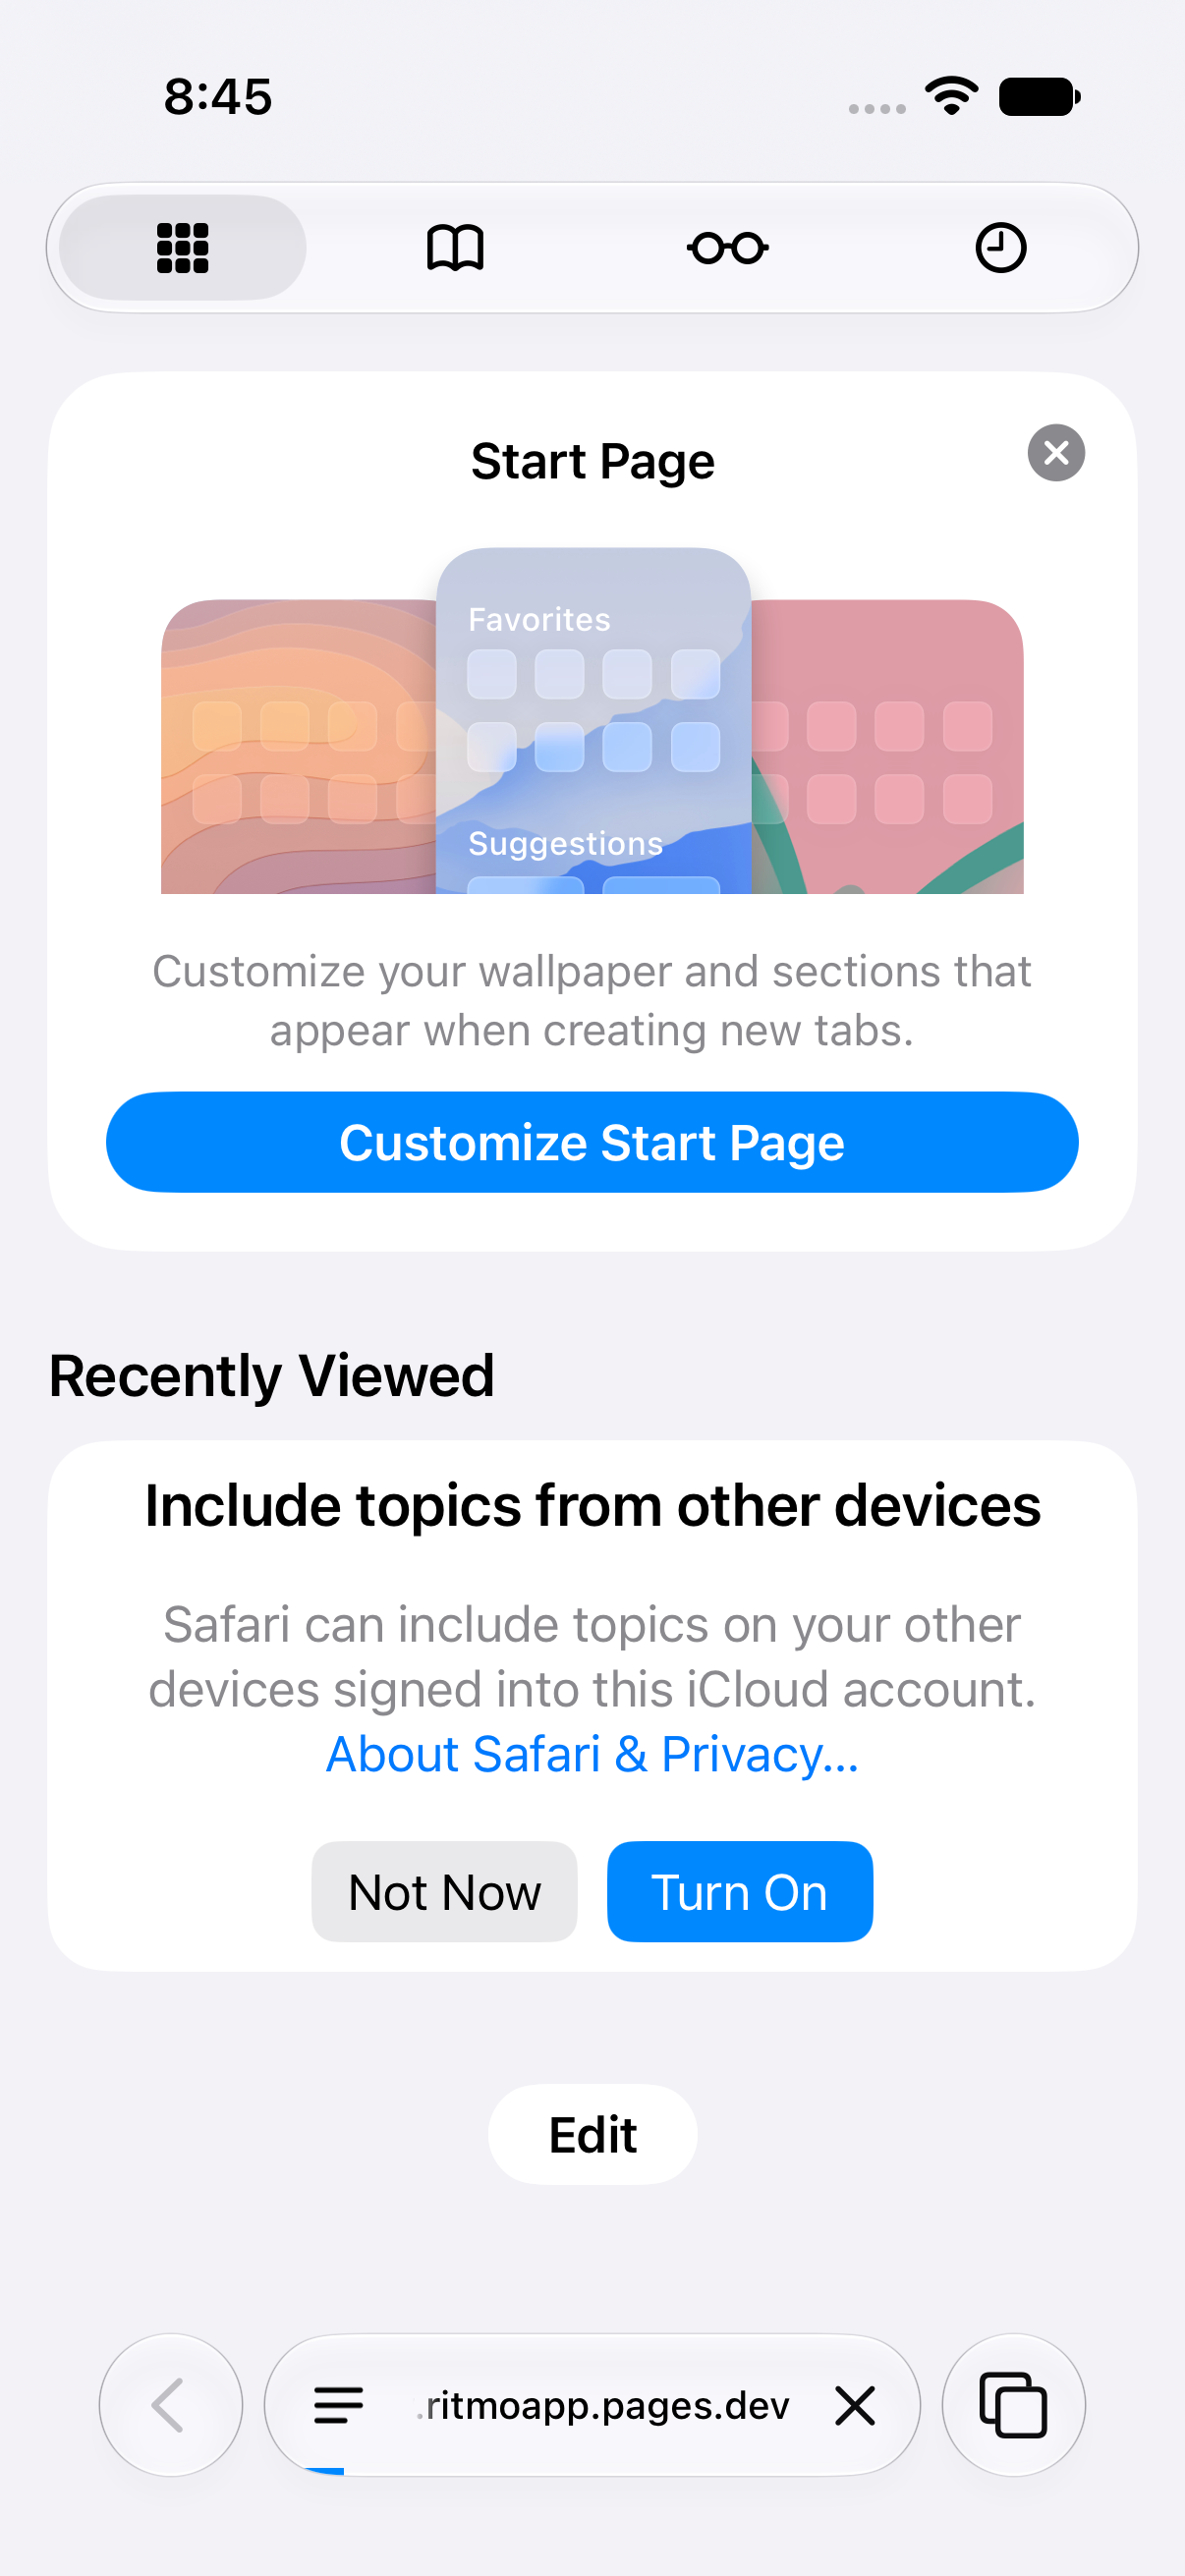 8:45
Start Page
Favorites
Suggestions
Customize your wallpaper and sections that
appear when creating new tabs.
Customize Start Page
Recently Viewed
Include topics from other devices
Safari can include topics on your other
devices signed into this iCloud account.
About Safari & Privacy...
Not Now
Turn On
Edit
.ritmoapp.pages.dev